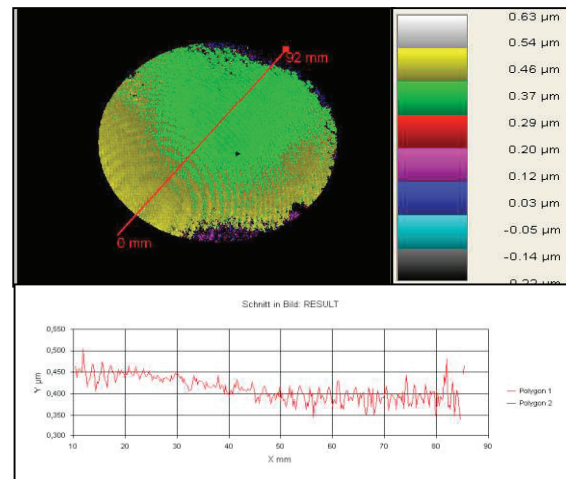 0.63 µm
0.54 µm
0.46 µm
0.37 µm
0.29 µm
0.20 µm
0.12 µm
0.03 µm
-0.05 µm
-0.14 µm
92 mm
0 mm
Schnitt in Bild: RESULT
0,550
0,500
0,450
0,400
0,350
0,300
Y µm
10 20 30 40 50 60 70 80 90
X mm
Polygon 1
Polygon 2